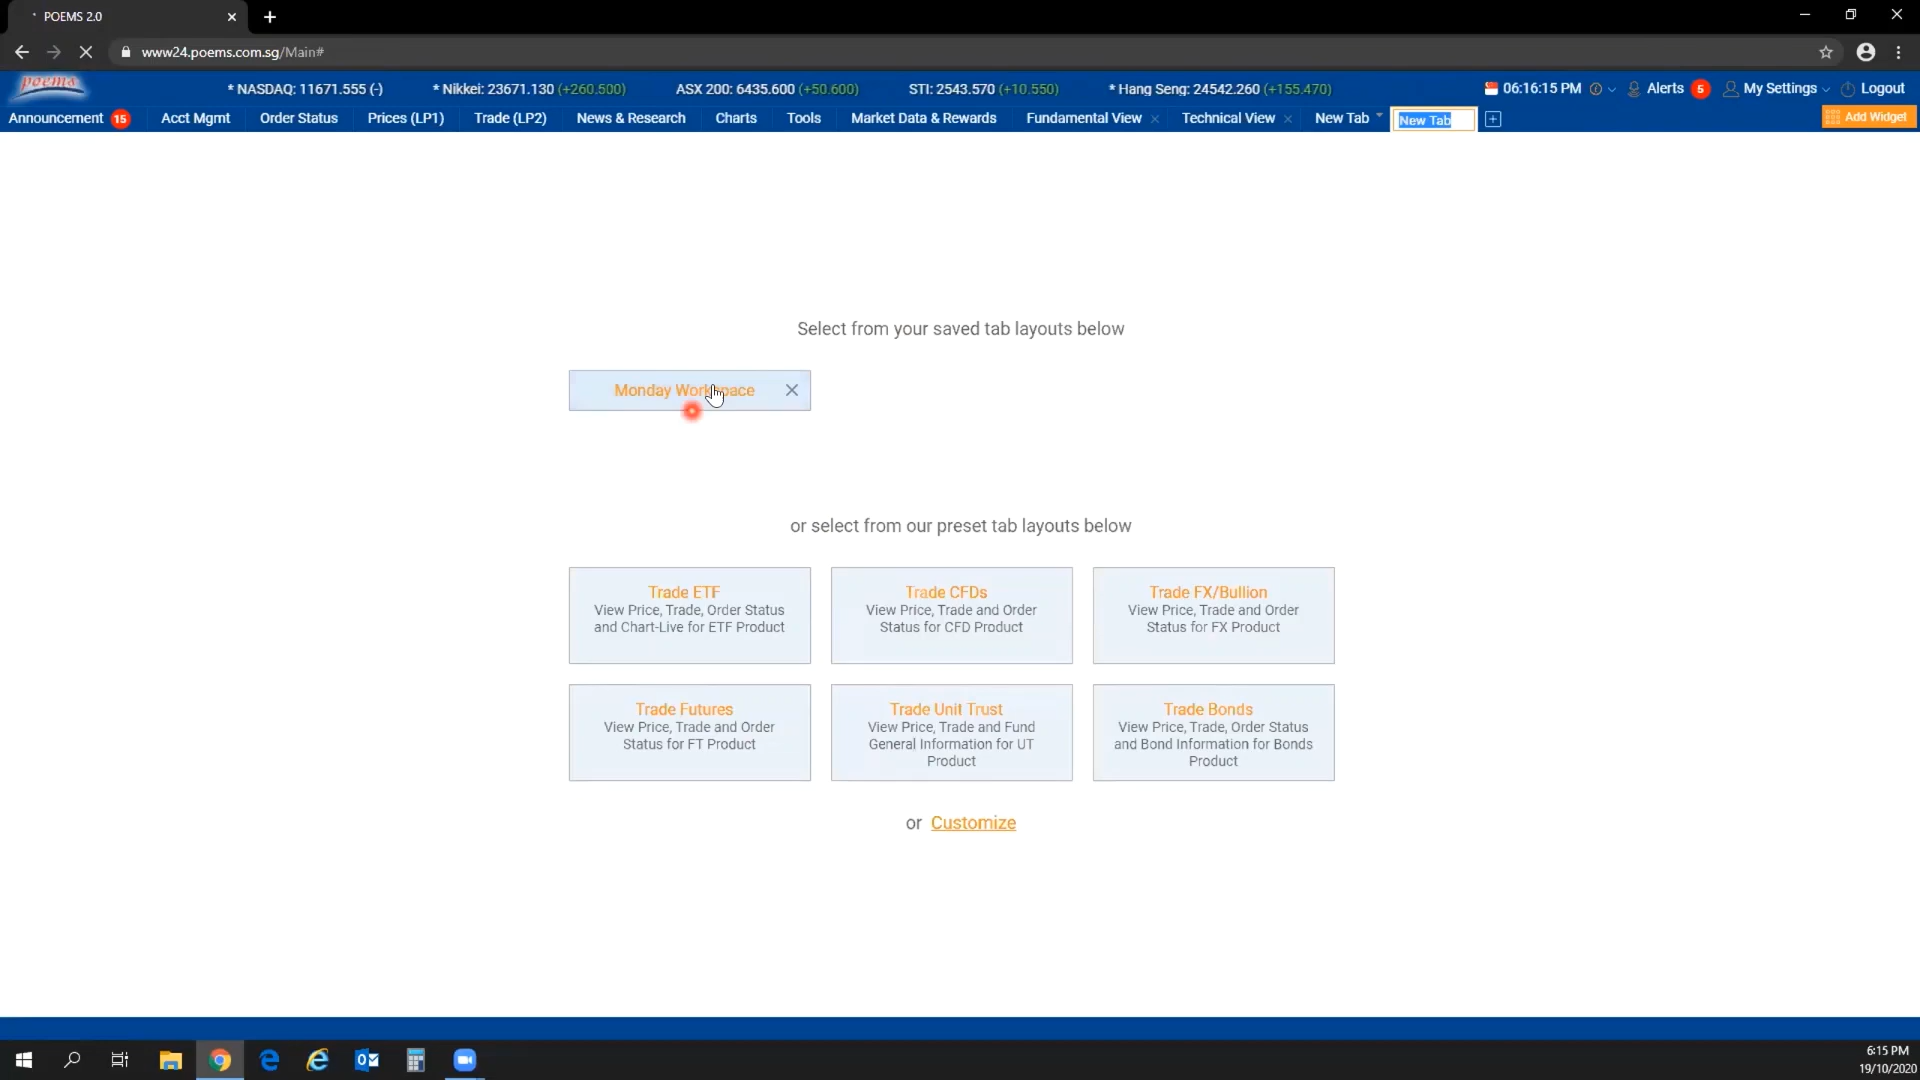 POEMS 2.0
www24.poems.com.sg/Main#
poems
* NASDAQ: 11671.555 (-) * Nikkei: 23671.130 (+260.500) ASX 200: 6435.600 (+50.600) STI: 2543.570 (+10.550) * Hang Seng: 24542.260 (+155.470) 06:16:15 PM Alerts 5 My Settings Logout
Announcement 15 Acct Mgmt Order Status Prices (LP1) Trade (LP2) News & Research Charts Tools Market Data & Rewards Fundamental View Technical View New Tab New Tab Add Widget
Select from your saved tab layouts below
Monday Workspace
or select from our preset tab layouts below
Trade ETF
View Price, Trade, Order Status
and Chart-Live for ETF Product
Trade CFDs
View Price, Trade and Order
Status for CFD Product
Trade FX/Bullion
View Price, Trade and Order
Status for FX Product
Trade Futures
View Price, Trade and Order
Status for FT Product
Trade Unit Trust
View Price, Trade and Fund
General Information for UT
Product
Trade Bonds
View Price, Trade, Order Status
and Bond Information for Bonds
Product
or Customize
6:15 PM
19/10/2020